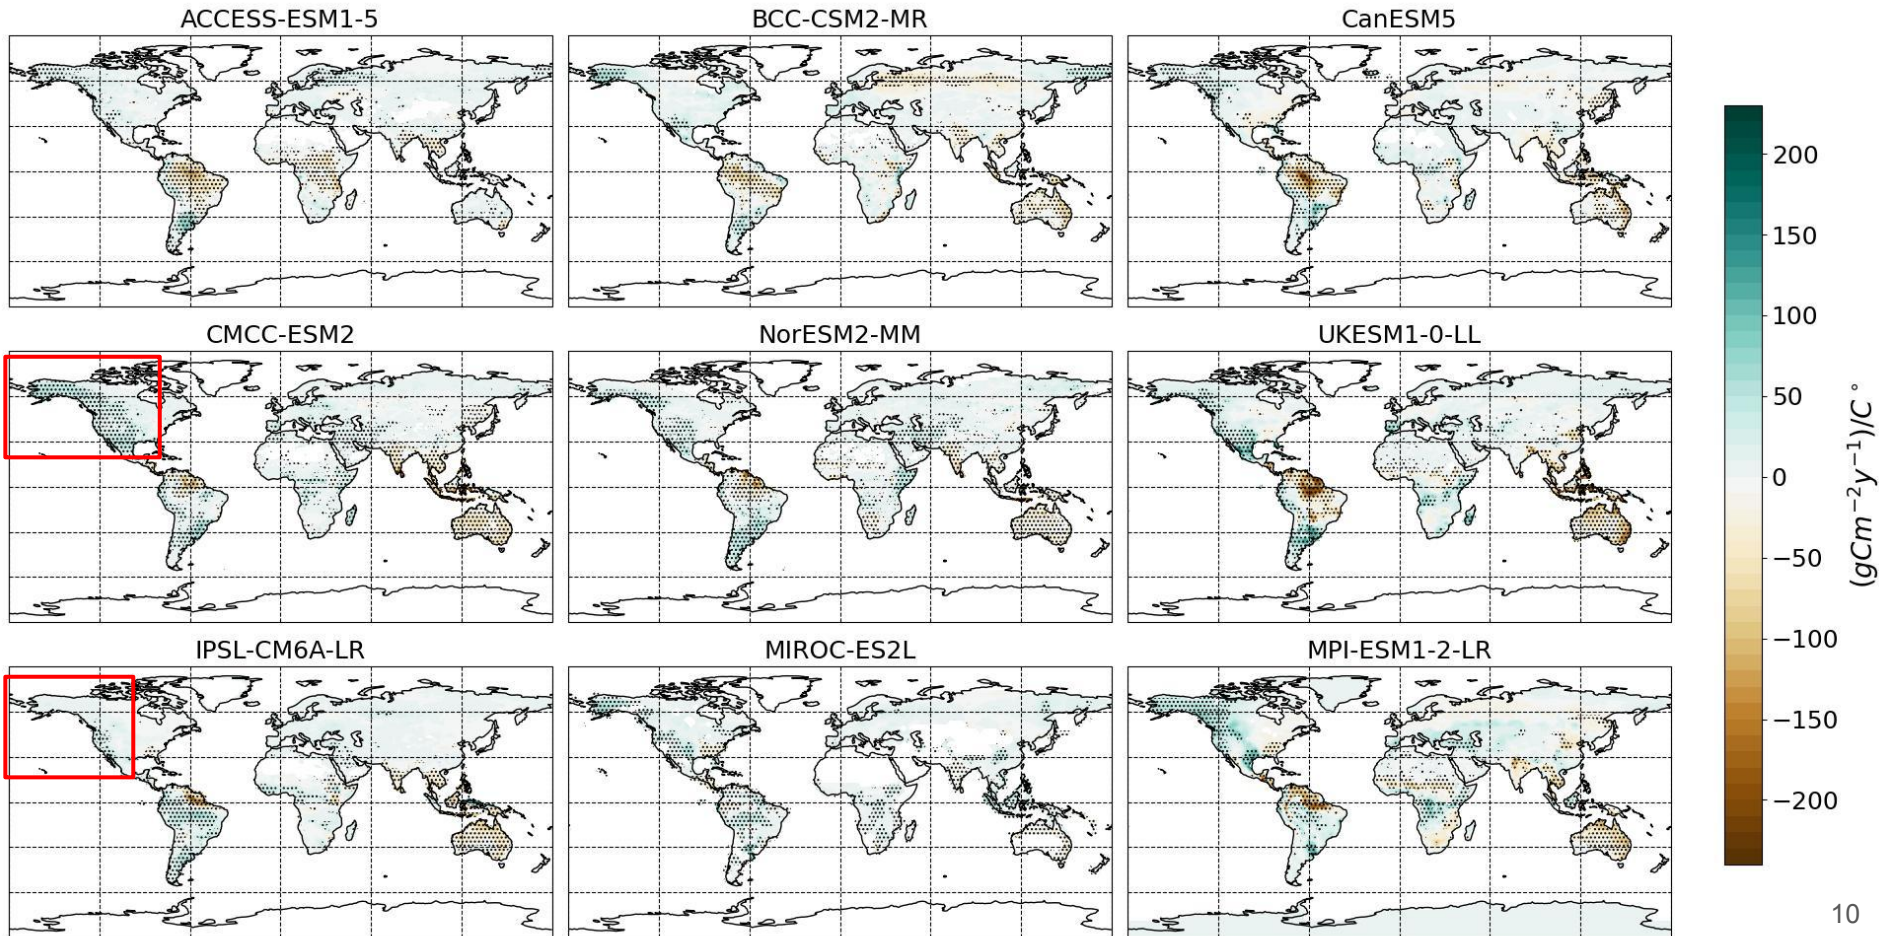 ACCESS-ESM1-5
BCC-CSM2-MR
CanESM5
CMCC-ESM2
NorESM2-MM
UKESM1-0-LL
IPSL-CM6A-LR
MIROC-ES2L
MPI-ESM1-2-LR
200
150
100
50
0
−50
−100
−150
−200
(gCm⁻²y⁻¹)/C°
10